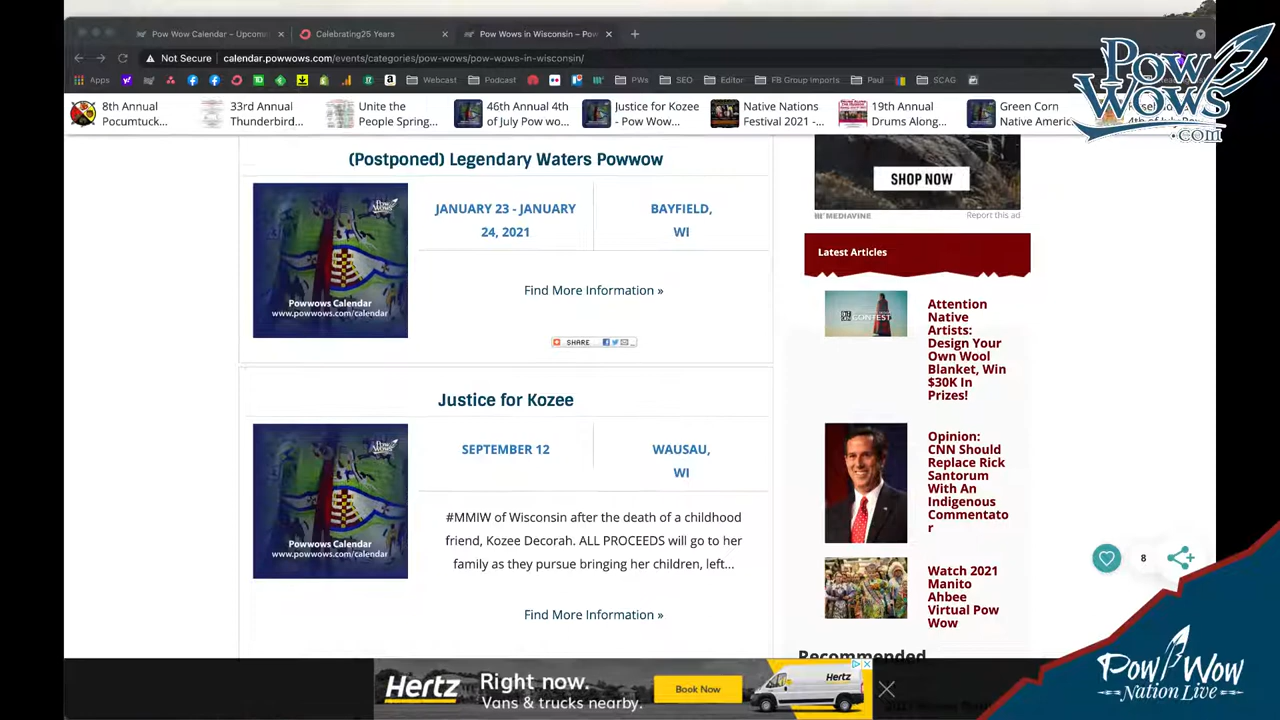 Pow Wow Calendar – Upcomi
Celebrating25 Years
Pow Wows in Wisconsin – Pow
Not Secure
calendar.powwows.com/events/categories/pow-wows/pow-wows-in-wisconsin/
Apps
Webcast
Podcast
PWs
SEO
Editor
FB Group Imports
Paul
SCAG
Pow Wows .com
8th Annual Pocumtuck...
33rd Annual Thunderbird...
Unite the People Spring...
46th Annual 4th of July Pow wo...
Justice for Kozee - Pow Wow...
Native Nations Festival 2021 -...
19th Annual Drums Along...
Green Corn
(Postponed) Legendary Waters Powwow
JANUARY 23 - JANUARY
24, 2021
BAYFIELD,
WI
Powwows Calendar
www.powwows.com/calendar
Find More Information »
SHARE
Justice for Kozee
SEPTEMBER 12
WAUSAU,
WI
Powwows Calendar
www.powwows.com/calendar
#MMIW of Wisconsin after the death of a childhood
friend, Kozee Decorah. ALL PROCEEDS will go to her
family as they pursue bringing her children, left...
Find More Information »
SHOP NOW
MEDIAVINE
Report this ad
Latest Articles
CONTEST
Attention
Native
Artists:
Design Your
Own Wool
Blanket, Win
$30K In
Prizes!
Opinion:
CNN Should
Replace Rick
Santorum
With An
Indigenous
Commentato
r
Watch 2021
Manito
Ahbee
Virtual Pow
Wow
Recommended
8
Hertz
Right now.
Vans & trucks nearby.
Book Now
Hertz
Pow Wow
Nation Live